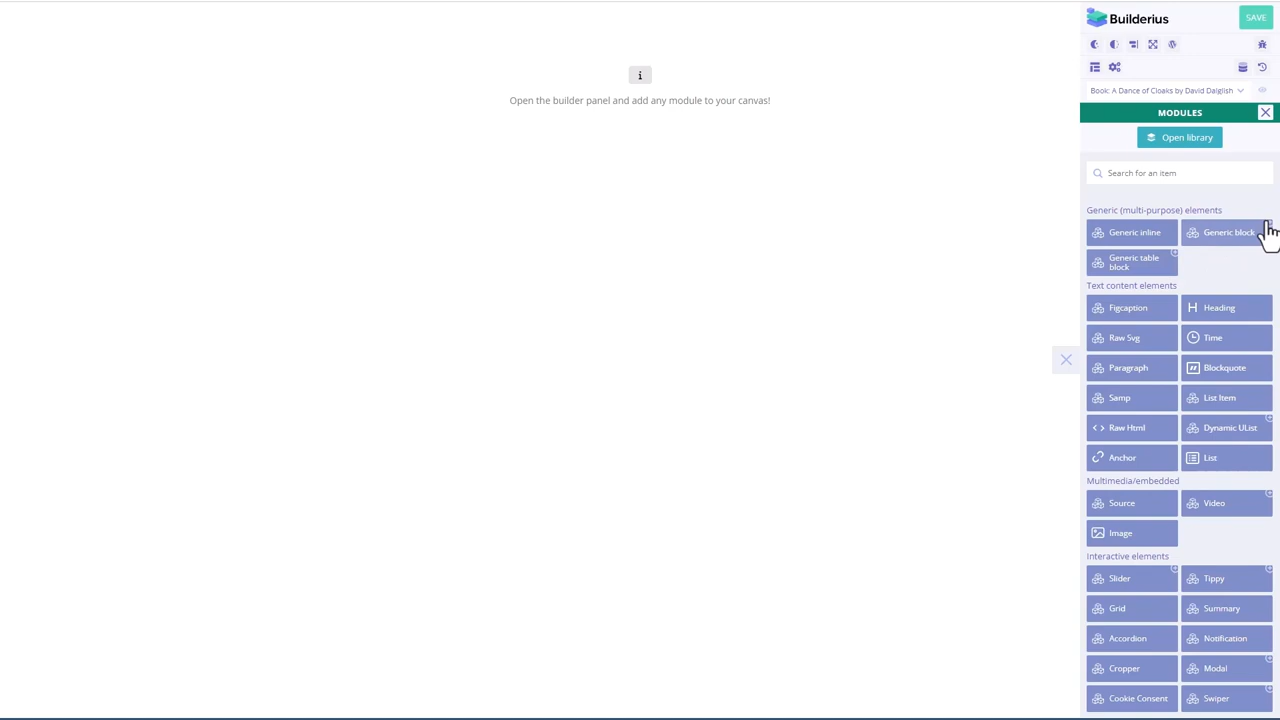 Builderius
SAVE
Book: A Dance of Cloaks by David Dalglish
MODULES
Open library
Search for an item
i
Open the builder panel and add any module to your canvas!
Generic (multi-purpose) elements
Generic inline
Generic block
Generic table
block
Text content elements
Figcaption
Heading
Raw Svg
Time
Paragraph
Blockquote
Samp
List Item
Raw Html
Dynamic UList
Anchor
List
Multimedia/embedded
Source
Video
Image
Interactive elements
Slider
Tippy
Grid
Summary
Accordion
Notification
Cropper
Modal
Cookie Consent
Swiper